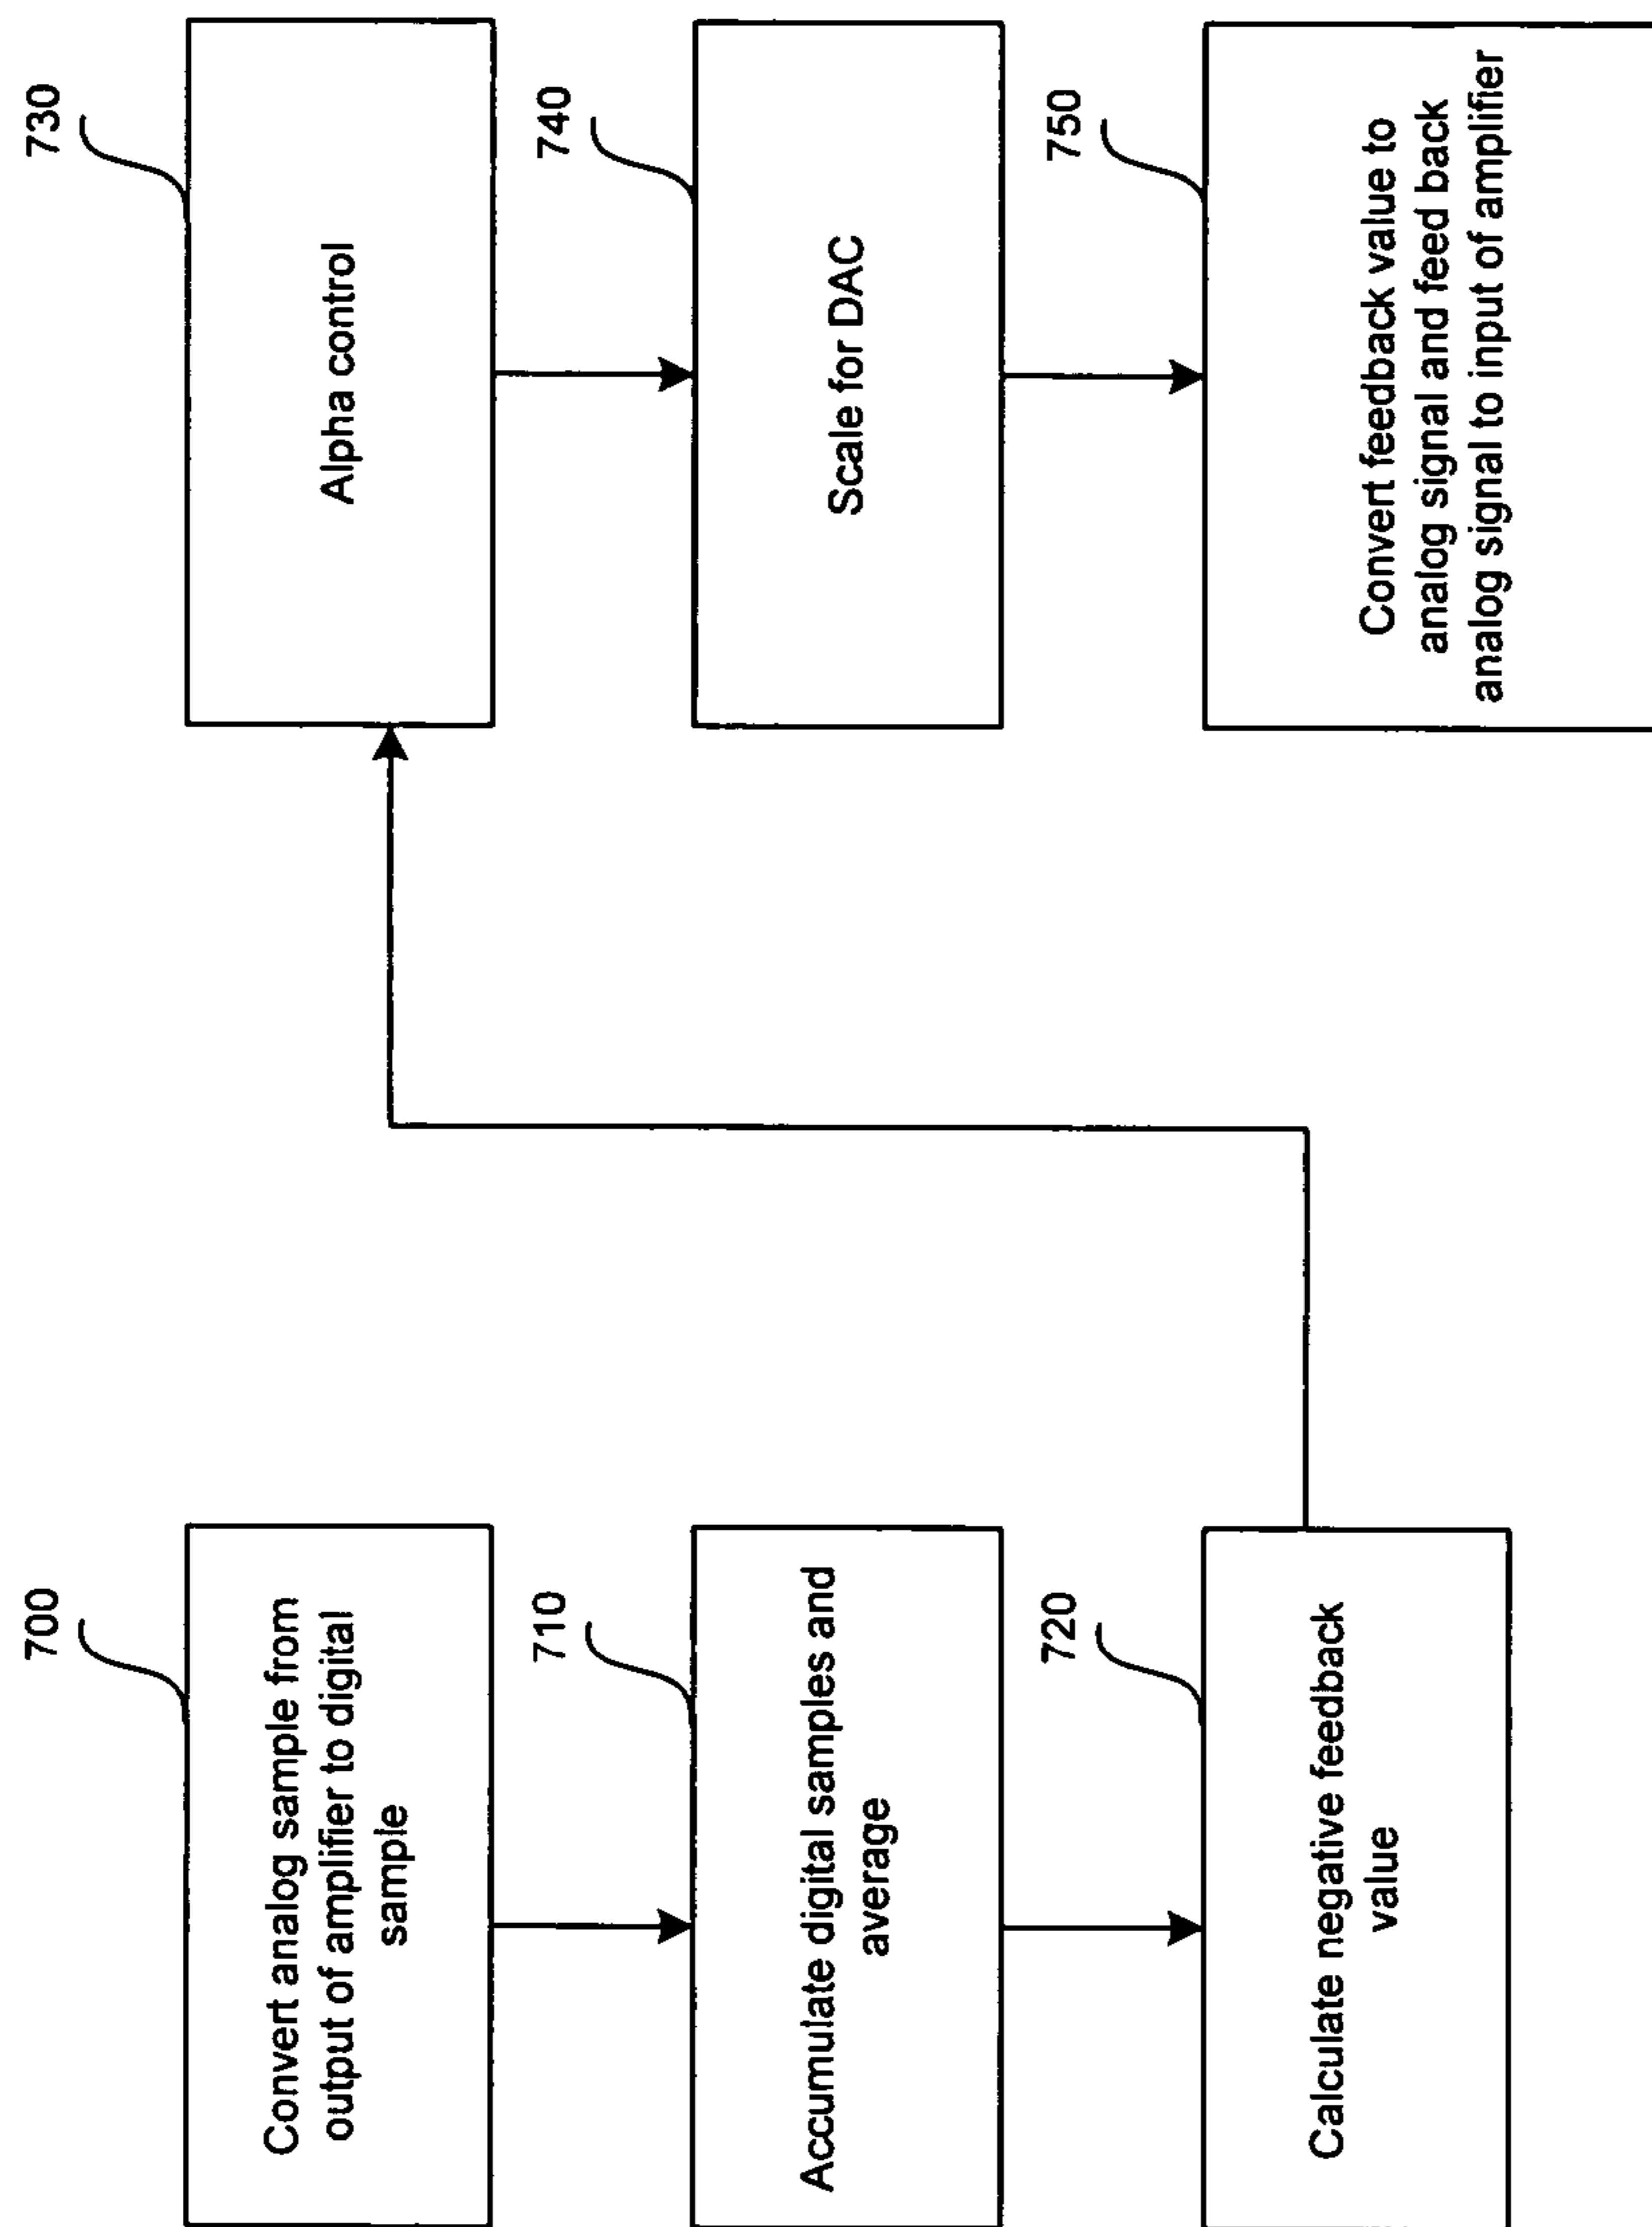 700
Convert analog sample from
output of amplifier to digital
sample
710
Accumulate digital samples and
average
720
Calculate negative feedback
value
730
Alpha control
740
Scale for DAC
750
Convert feedback value to
analog signal and feed back
analog signal to input of amplifier